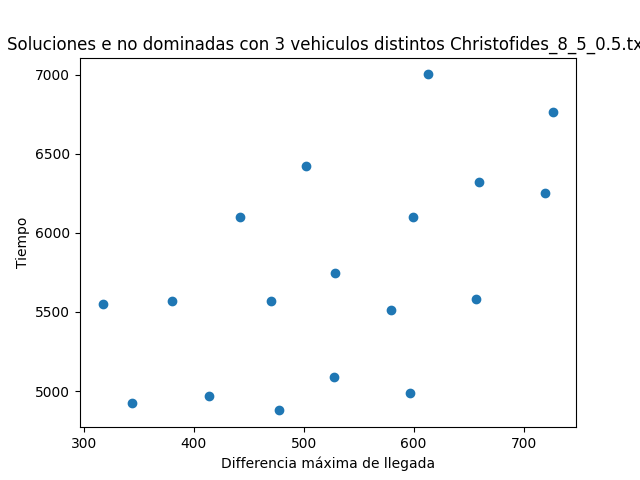 Soluciones e no dominadas con 3 vehiculos distintos Christofides_8_5_0.5.tx
7000
6500
6000
5500
5000
Tiempo
300 400 500 600 700
Differencia máxima de llegada